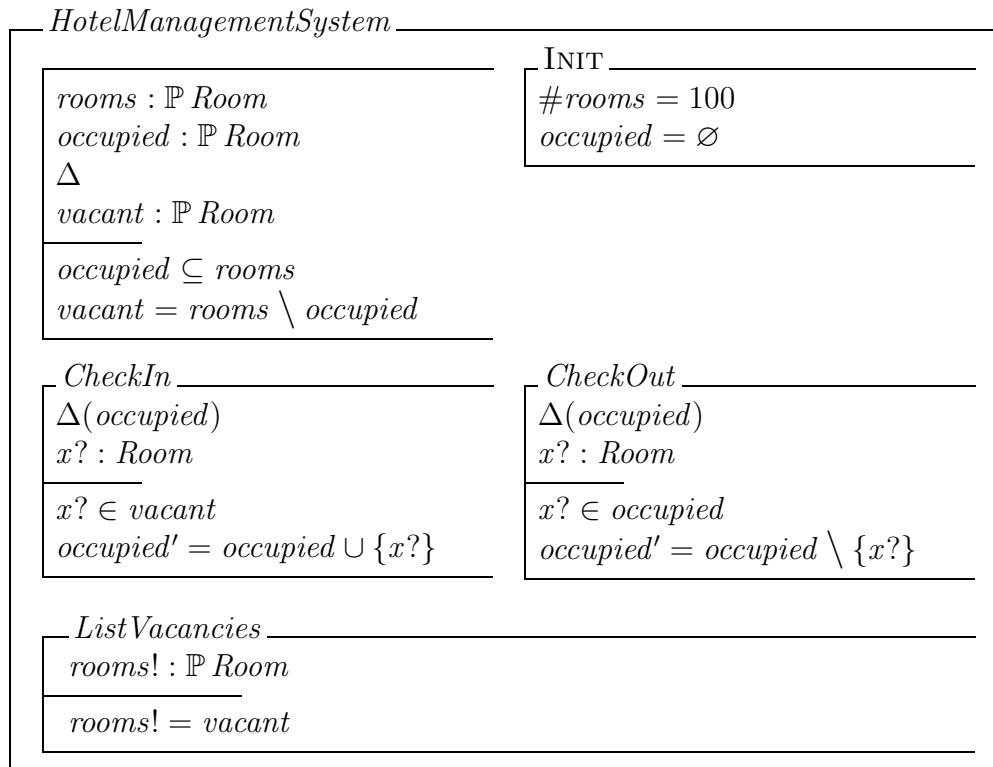 HotelManagementSystem
rooms : ℙ Room
occupied : ℙ Room
Δ
vacant : ℙ Room
occupied ⊆ rooms
vacant = rooms \ occupied
INIT
#rooms = 100
occupied = ∅
CheckIn
Δ(occupied)
x? : Room
x? ∈ vacant
occupied′ = occupied ∪ {x?}
CheckOut
Δ(occupied)
x? : Room
x? ∈ occupied
occupied′ = occupied \ {x?}
ListVacancies
rooms! : ℙ Room
rooms! = vacant